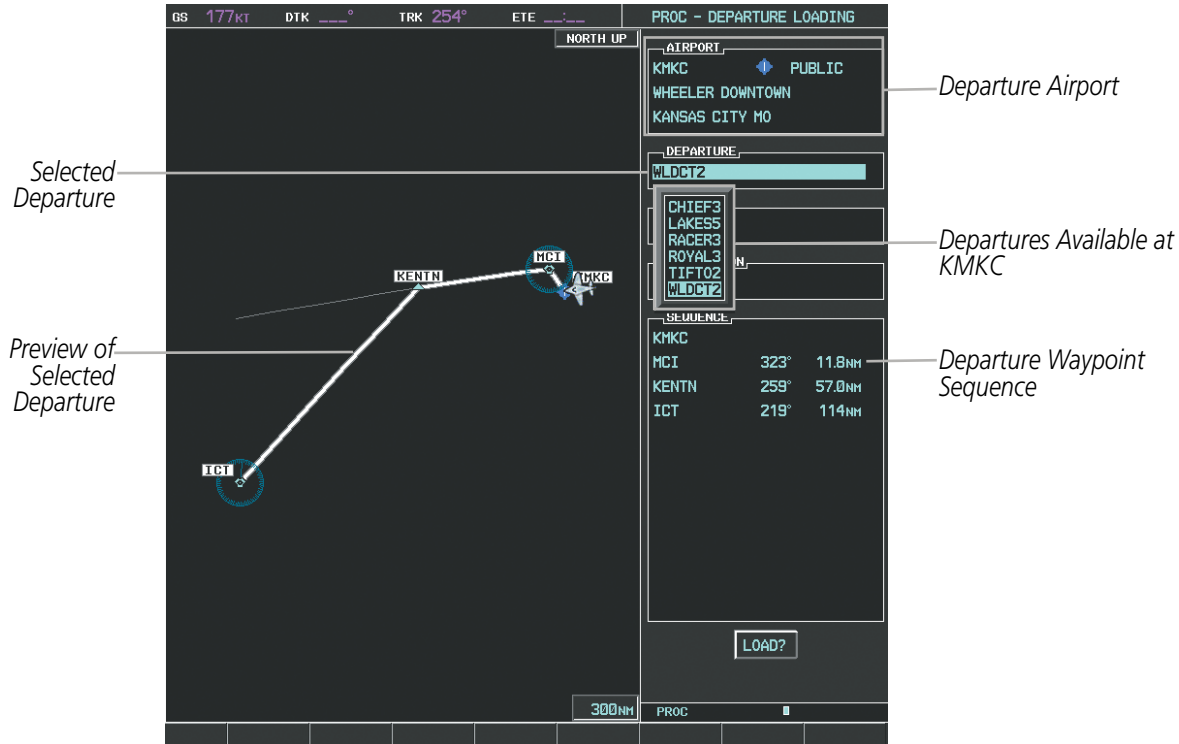 GS 177KT DTK ___° TRK 254° ETE __:__ PROC – DEPARTURE LOADING
NORTH UP
AIRPORT
KMKC PUBLIC
WHEELER DOWNTOWN
KANSAS CITY MO
Departure Airport
DEPARTURE
WLDCT2
Selected
Departure
CHIEF3
LAKES5
RACER3
ROYAL3
TIFTO2
WLDCT2
N
Departures Available at
KMKC
MCI
KENTN
KMKC
ICT
Preview of
Selected
Departure
SEQUENCE
KMKC
MCI 323° 11.8NM
KENTN 259° 57.0NM
ICT 219° 114NM
Departure Waypoint
Sequence
LOAD?
300NM
PROC